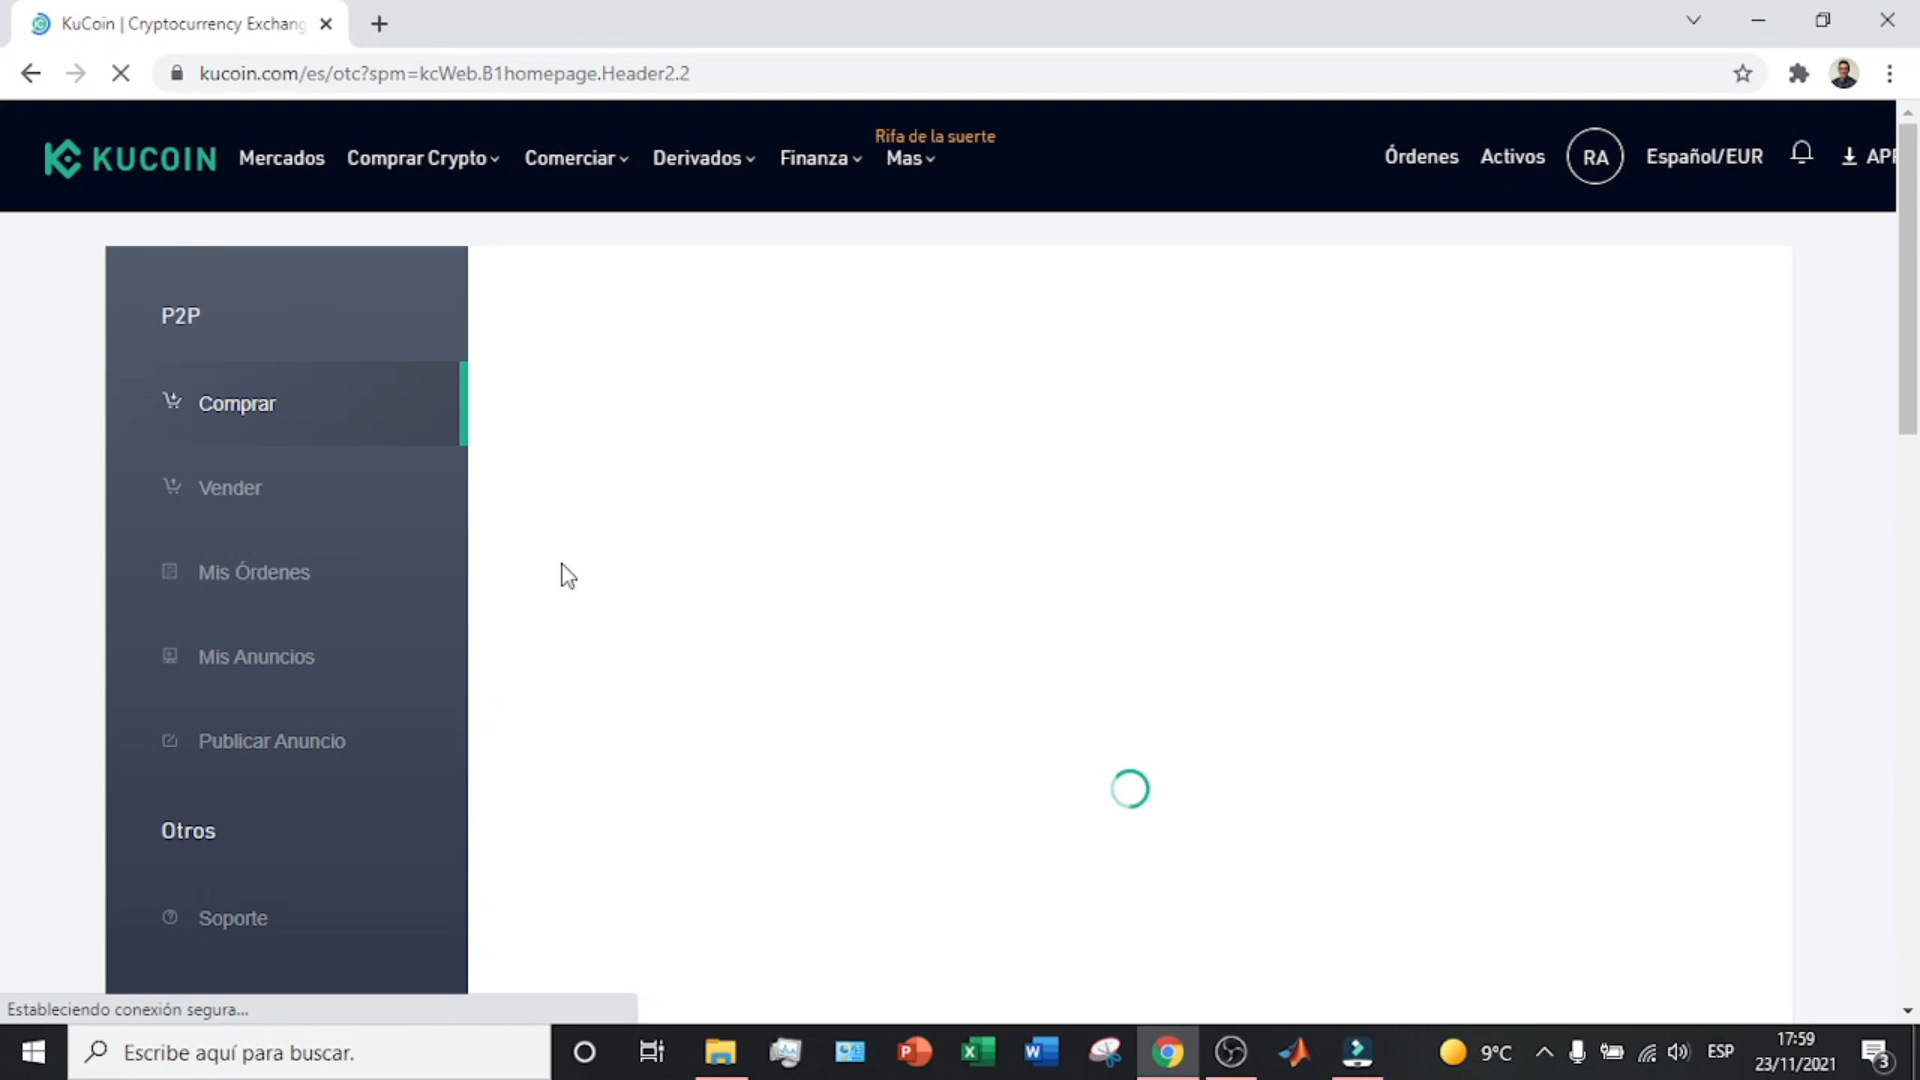 KuCoin | Cryptocurrency Exchang
kucoin.com/es/otc?spm=kcWeb.B1homepage.Header2.2
KUCOIN
Mercados
Comprar Crypto
Comerciar
Derivados
Finanza
Rifa de la suerte
Mas
Órdenes
Activos
RA
Español/EUR
APP
P2P
Comprar
Vender
Mis Órdenes
Mis Anuncios
Publicar Anuncio
Otros
Soporte
Estableciendo conexión segura...
Escribe aquí para buscar.
9°C
ESP
17:59
23/11/2021
3